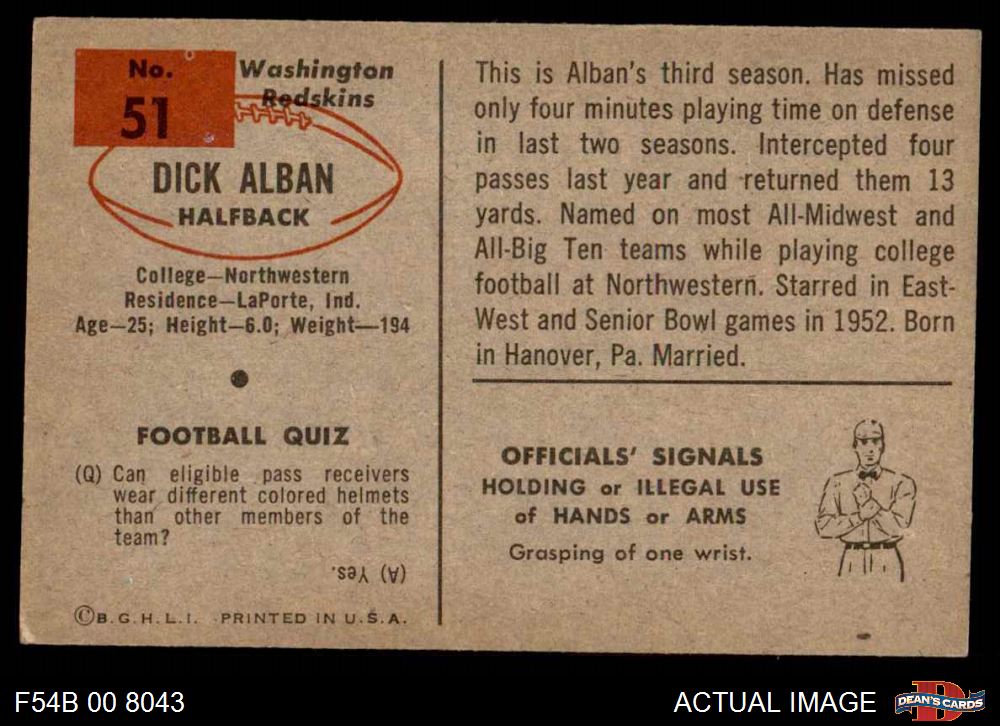 No.
51
Washington
Redskins
DICK ALBAN
HALFBACK
College—Northwestern
Residence—LaPorte, Ind.
Age—25; Height—6.0; Weight—194
FOOTBALL QUIZ
(Q) Can eligible pass receivers
wear different colored helmets
than other members of the
team?
(A) Yes.
©B.G.H.L.I. PRINTED IN U.S.A.
This is Alban's third season. Has missed
only four minutes playing time on defense
in last two seasons. Intercepted four
passes last year and returned them 13
yards. Named on most All-Midwest and
All-Big Ten teams while playing college
football at Northwestern. Starred in East-
West and Senior Bowl games in 1952. Born
in Hanover, Pa. Married.
OFFICIALS' SIGNALS
HOLDING or ILLEGAL USE
of HANDS or ARMS
Grasping of one wrist.
F54B 00 8043
ACTUAL IMAGE
D
DEAN'S CARDS